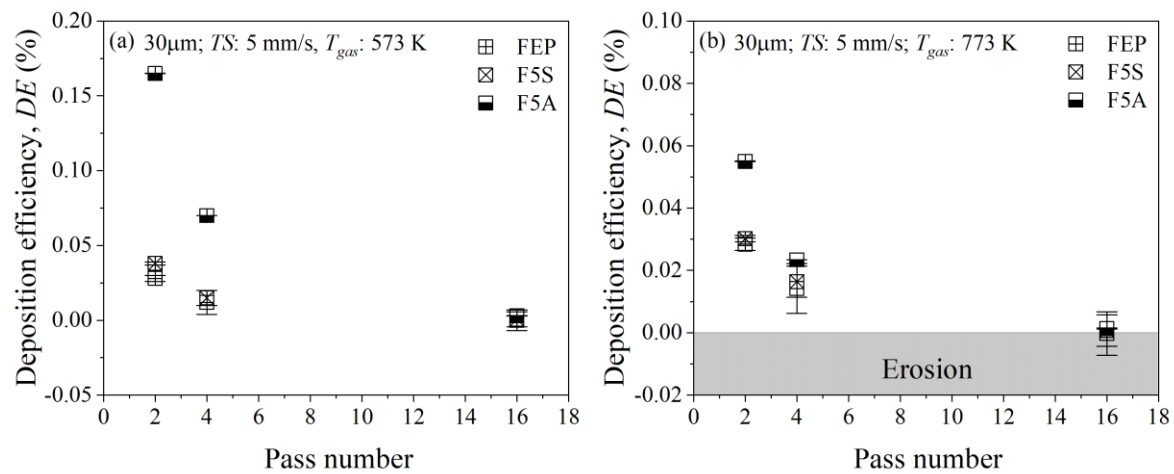 (a) 30μm; TS: 5 mm/s, T_gas: 573 K
FEP
F5S
F5A
Deposition efficiency, DE (%)
0.20
0.15
0.10
0.05
0.00
-0.05
0 2 4 6 8 10 12 14 16 18
Pass number
(b) 30μm; TS: 5 mm/s; T_gas: 773 K
FEP
F5S
F5A
Deposition efficiency, DE (%)
0.10
0.08
0.06
0.04
0.02
0.00
-0.02
Erosion
0 2 4 6 8 10 12 14 16 18
Pass number